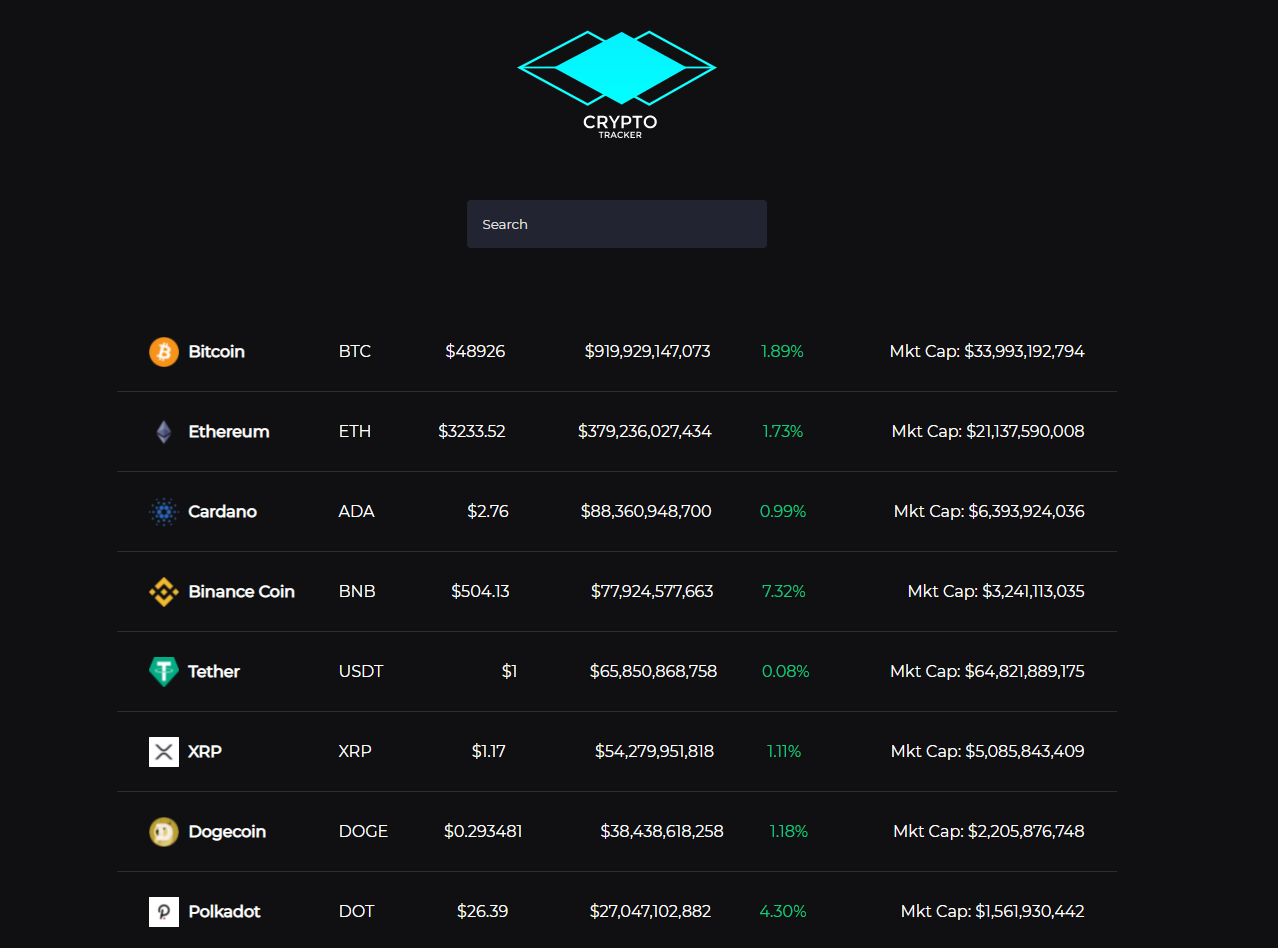 CRYPTO
TRACKER
Search
Bitcoin BTC $48926 $919,929,147,073 1.89% Mkt Cap: $33,993,192,794
Ethereum ETH $3233.52 $379,236,027,434 1.73% Mkt Cap: $21,137,590,008
Cardano ADA $2.76 $88,360,948,700 0.99% Mkt Cap: $6,393,924,036
Binance Coin BNB $504.13 $77,924,577,663 7.32% Mkt Cap: $3,241,113,035
Tether USDT $1 $65,850,868,758 0.08% Mkt Cap: $64,821,889,175
XRP XRP $1.17 $54,279,951,818 1.11% Mkt Cap: $5,085,843,409
Dogecoin DOGE $0.293481 $38,438,618,258 1.18% Mkt Cap: $2,205,876,748
Polkadot DOT $26.39 $27,047,102,882 4.30% Mkt Cap: $1,561,930,442